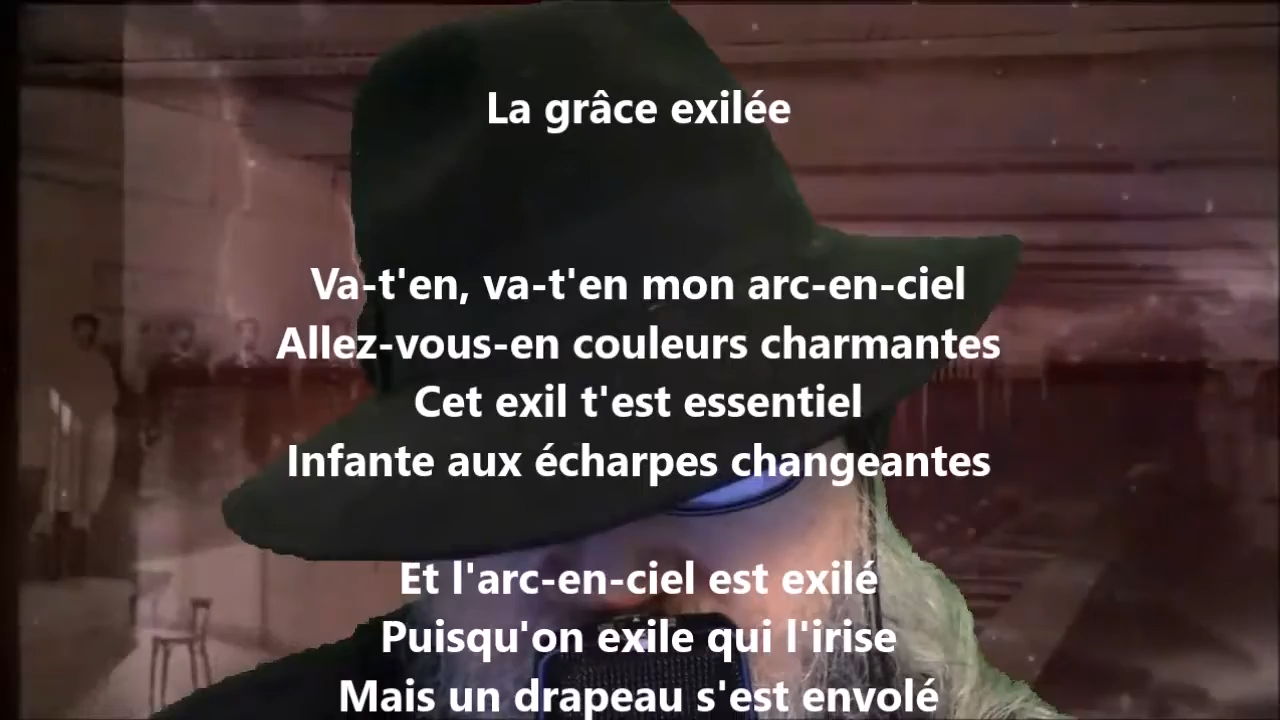 La grâce exilée
Va-t'en, va-t'en mon arc-en-ciel
Allez-vous-en couleurs charmantes
Cet exil t'est essentiel
Infante aux écharpes changeantes
Et l'arc-en-ciel est exilé
Puisqu'on exile qui l'irise
Mais un drapeau s'est envolé